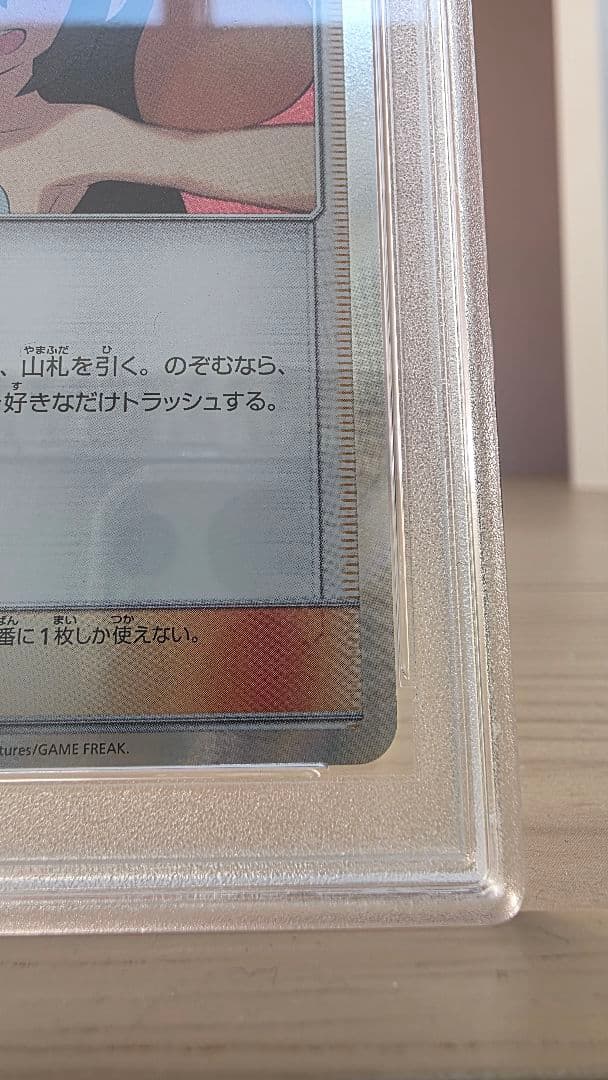 、山札を引く。のぞむなら、
好きなだけトラッシュする。
番に1枚しか使えない。
tures/GAME FREAK.